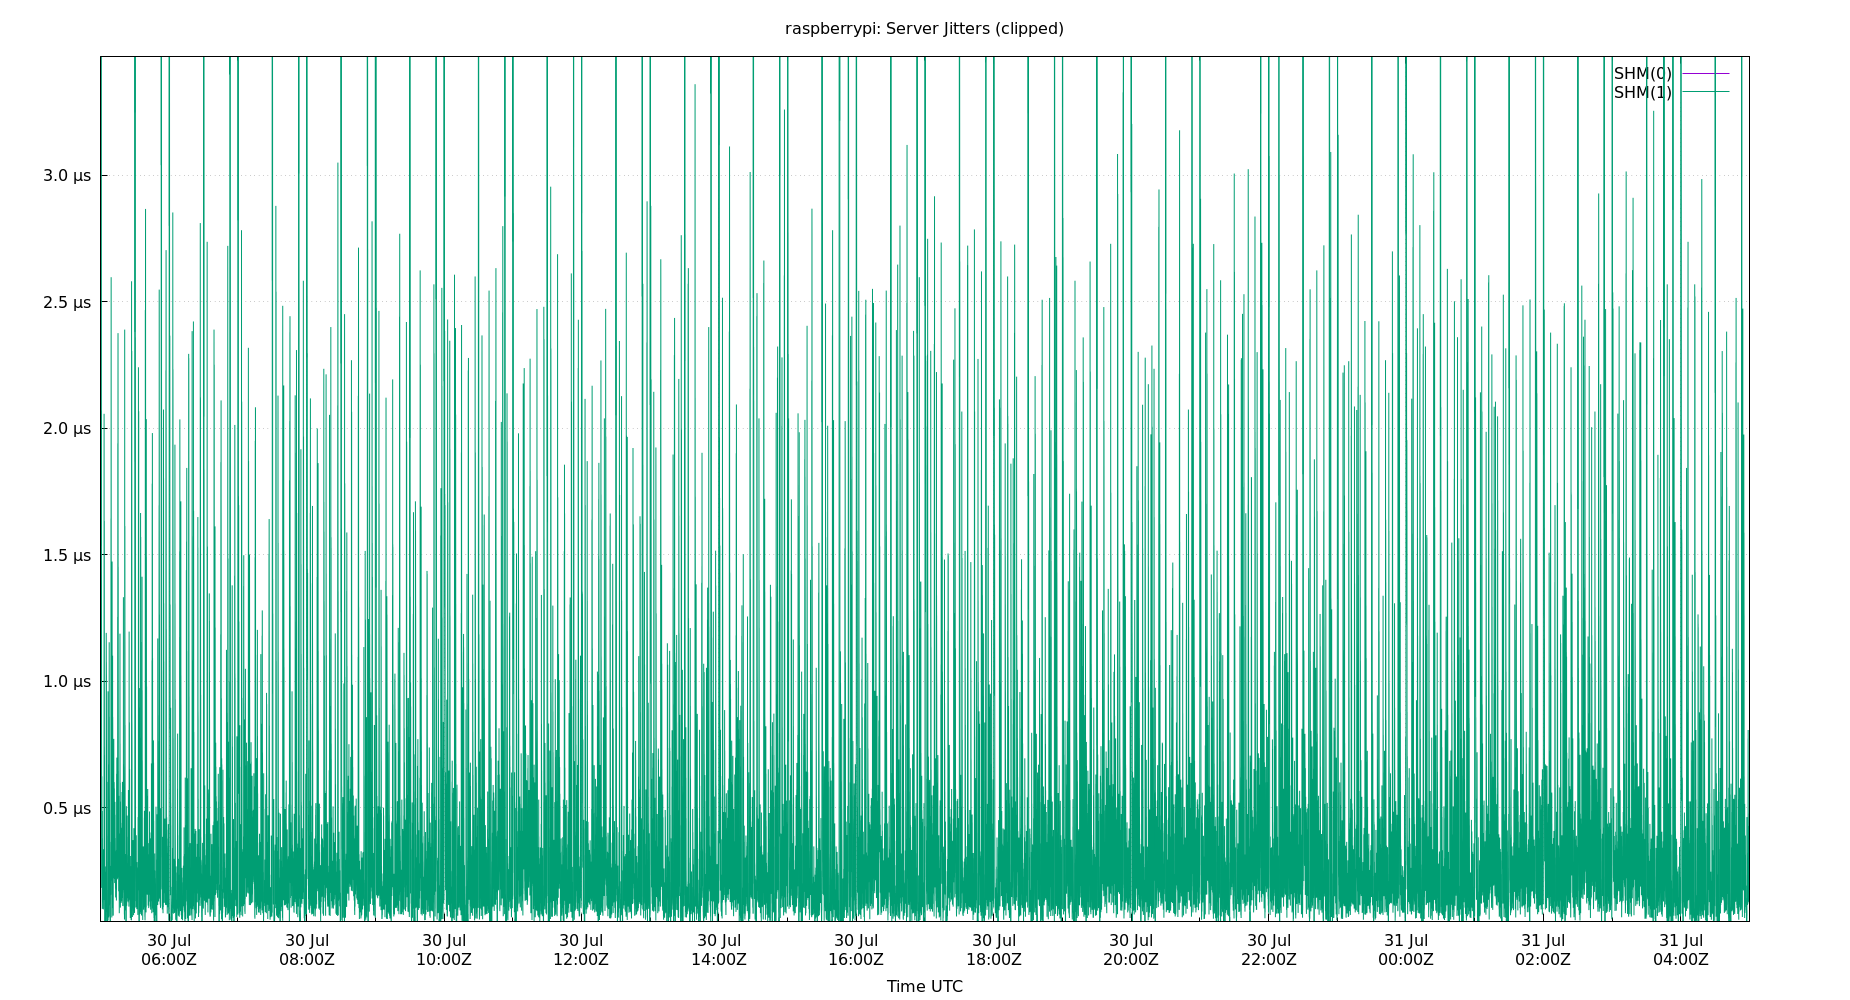 raspberrypi: Server Jitters (clipped)
SHM(0)
SHM(1)
3.0 µs
2.5 µs
2.0 µs
1.5 µs
1.0 µs
0.5 µs
30 Jul 30 Jul 30 Jul 30 Jul 30 Jul 30 Jul 30 Jul 30 Jul 30 Jul 31 Jul 31 Jul 31 Jul
06:00Z 08:00Z 10:00Z 12:00Z 14:00Z 16:00Z 18:00Z 20:00Z 22:00Z 00:00Z 02:00Z 04:00Z
Time UTC